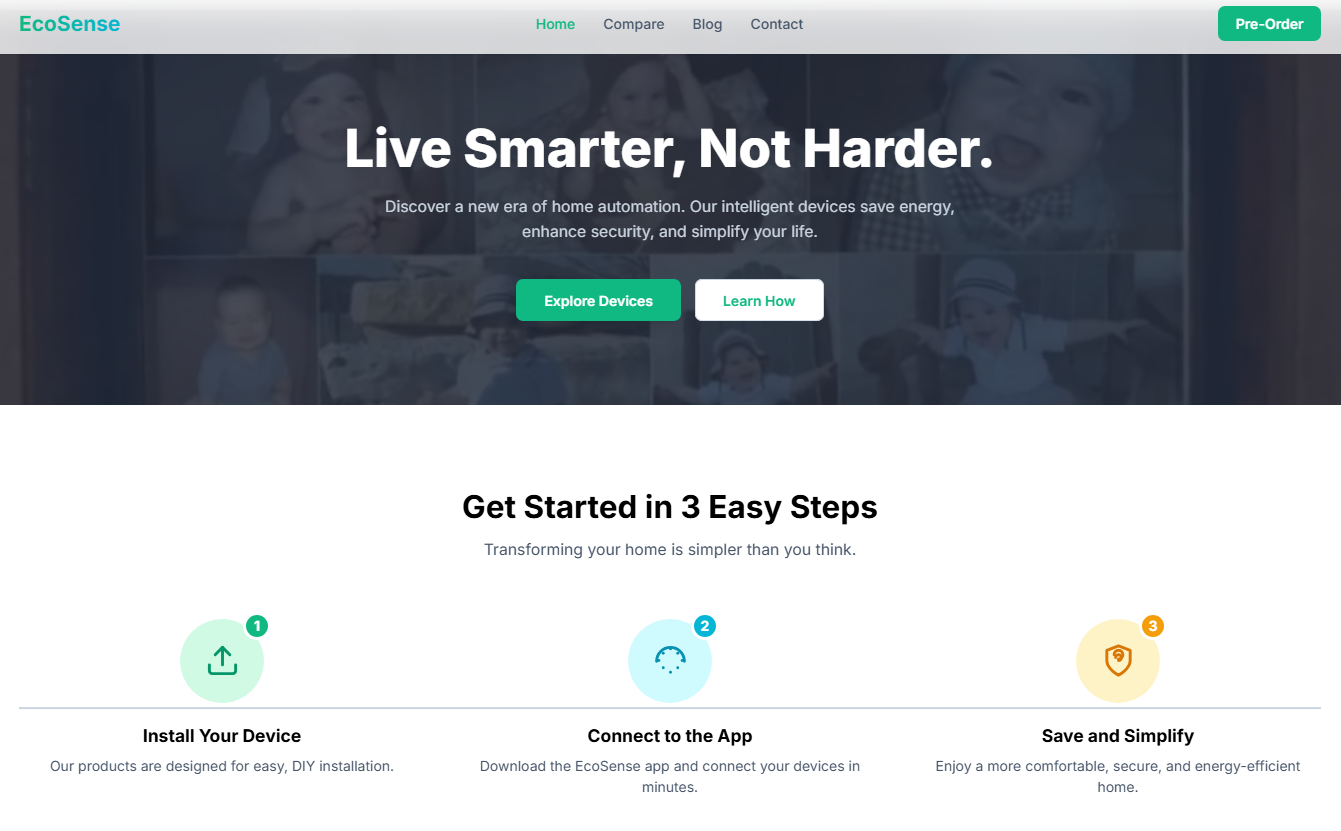 EcoSense
Home
Compare
Blog
Contact
Pre-Order
Live Smarter, Not Harder.
Discover a new era of home automation. Our intelligent devices save energy,
enhance security, and simplify your life.
Explore Devices
Learn How
Get Started in 3 Easy Steps
Transforming your home is simpler than you think.
1
2
3
Install Your Device
Our products are designed for easy, DIY installation.
Connect to the App
Download the EcoSense app and connect your devices in
minutes.
Save and Simplify
Enjoy a more comfortable, secure, and energy-efficient
home.